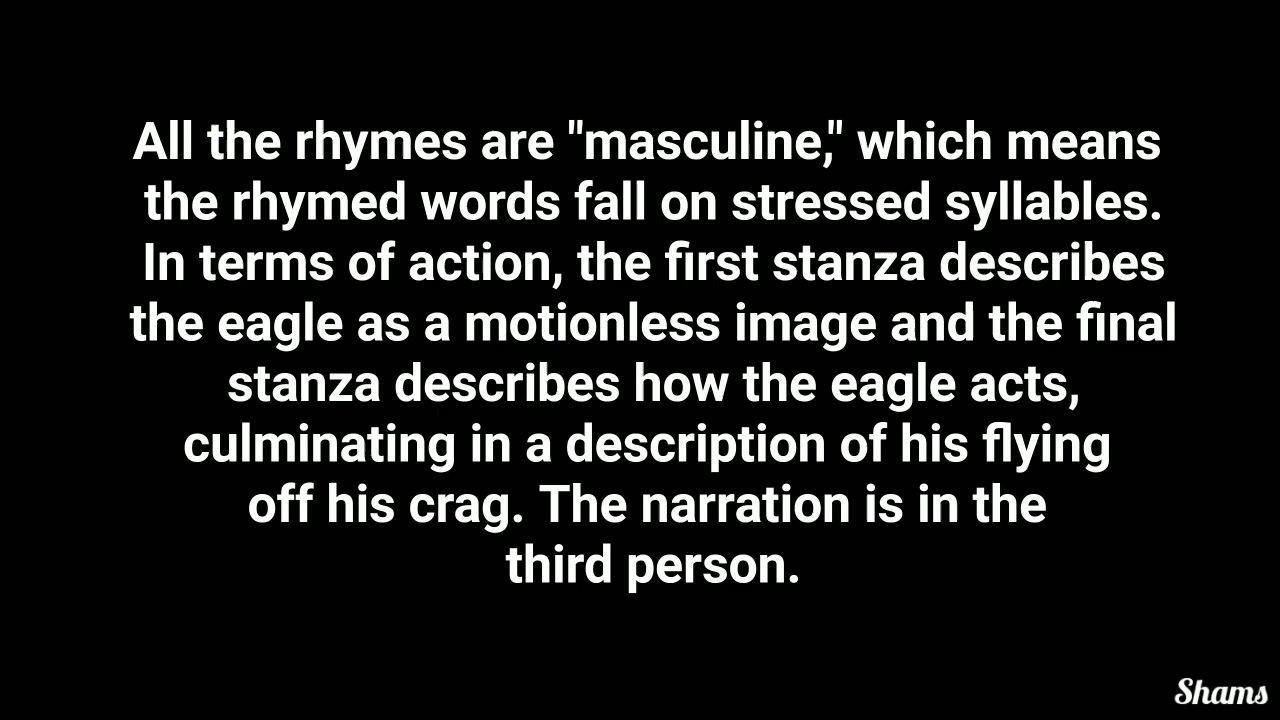 All the rhymes are "masculine," which means
the rhymed words fall on stressed syllables.
In terms of action, the first stanza describes
the eagle as a motionless image and the final
stanza describes how the eagle acts,
culminating in a description of his flying
off his crag. The narration is in the
third person.
Shams